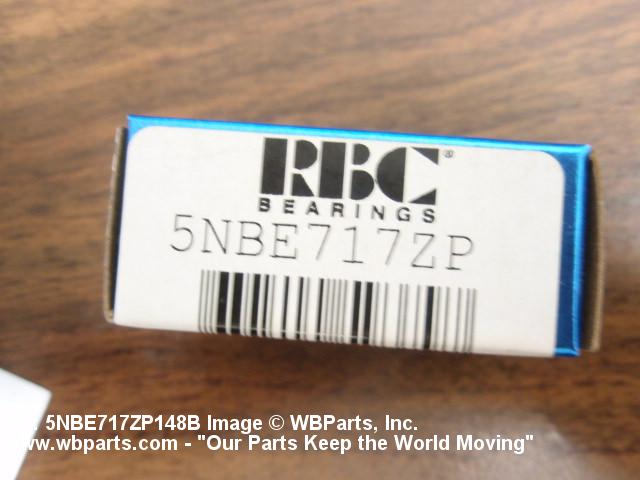 RBC®
BEARINGS
5NBE717ZP
5NBE717ZP148B Image © WBParts, Inc.
www.wbparts.com - "Our Parts Keep the World Moving"